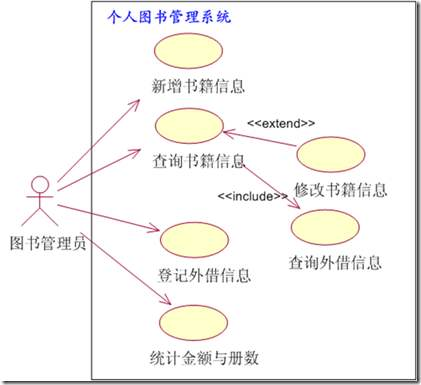 个人图书管理系统
新增书籍信息
<<extend>>
查询书籍信息
修改书籍信息
<<include>>
图书管理员
登记外借信息
查询外借信息
统计金额与册数